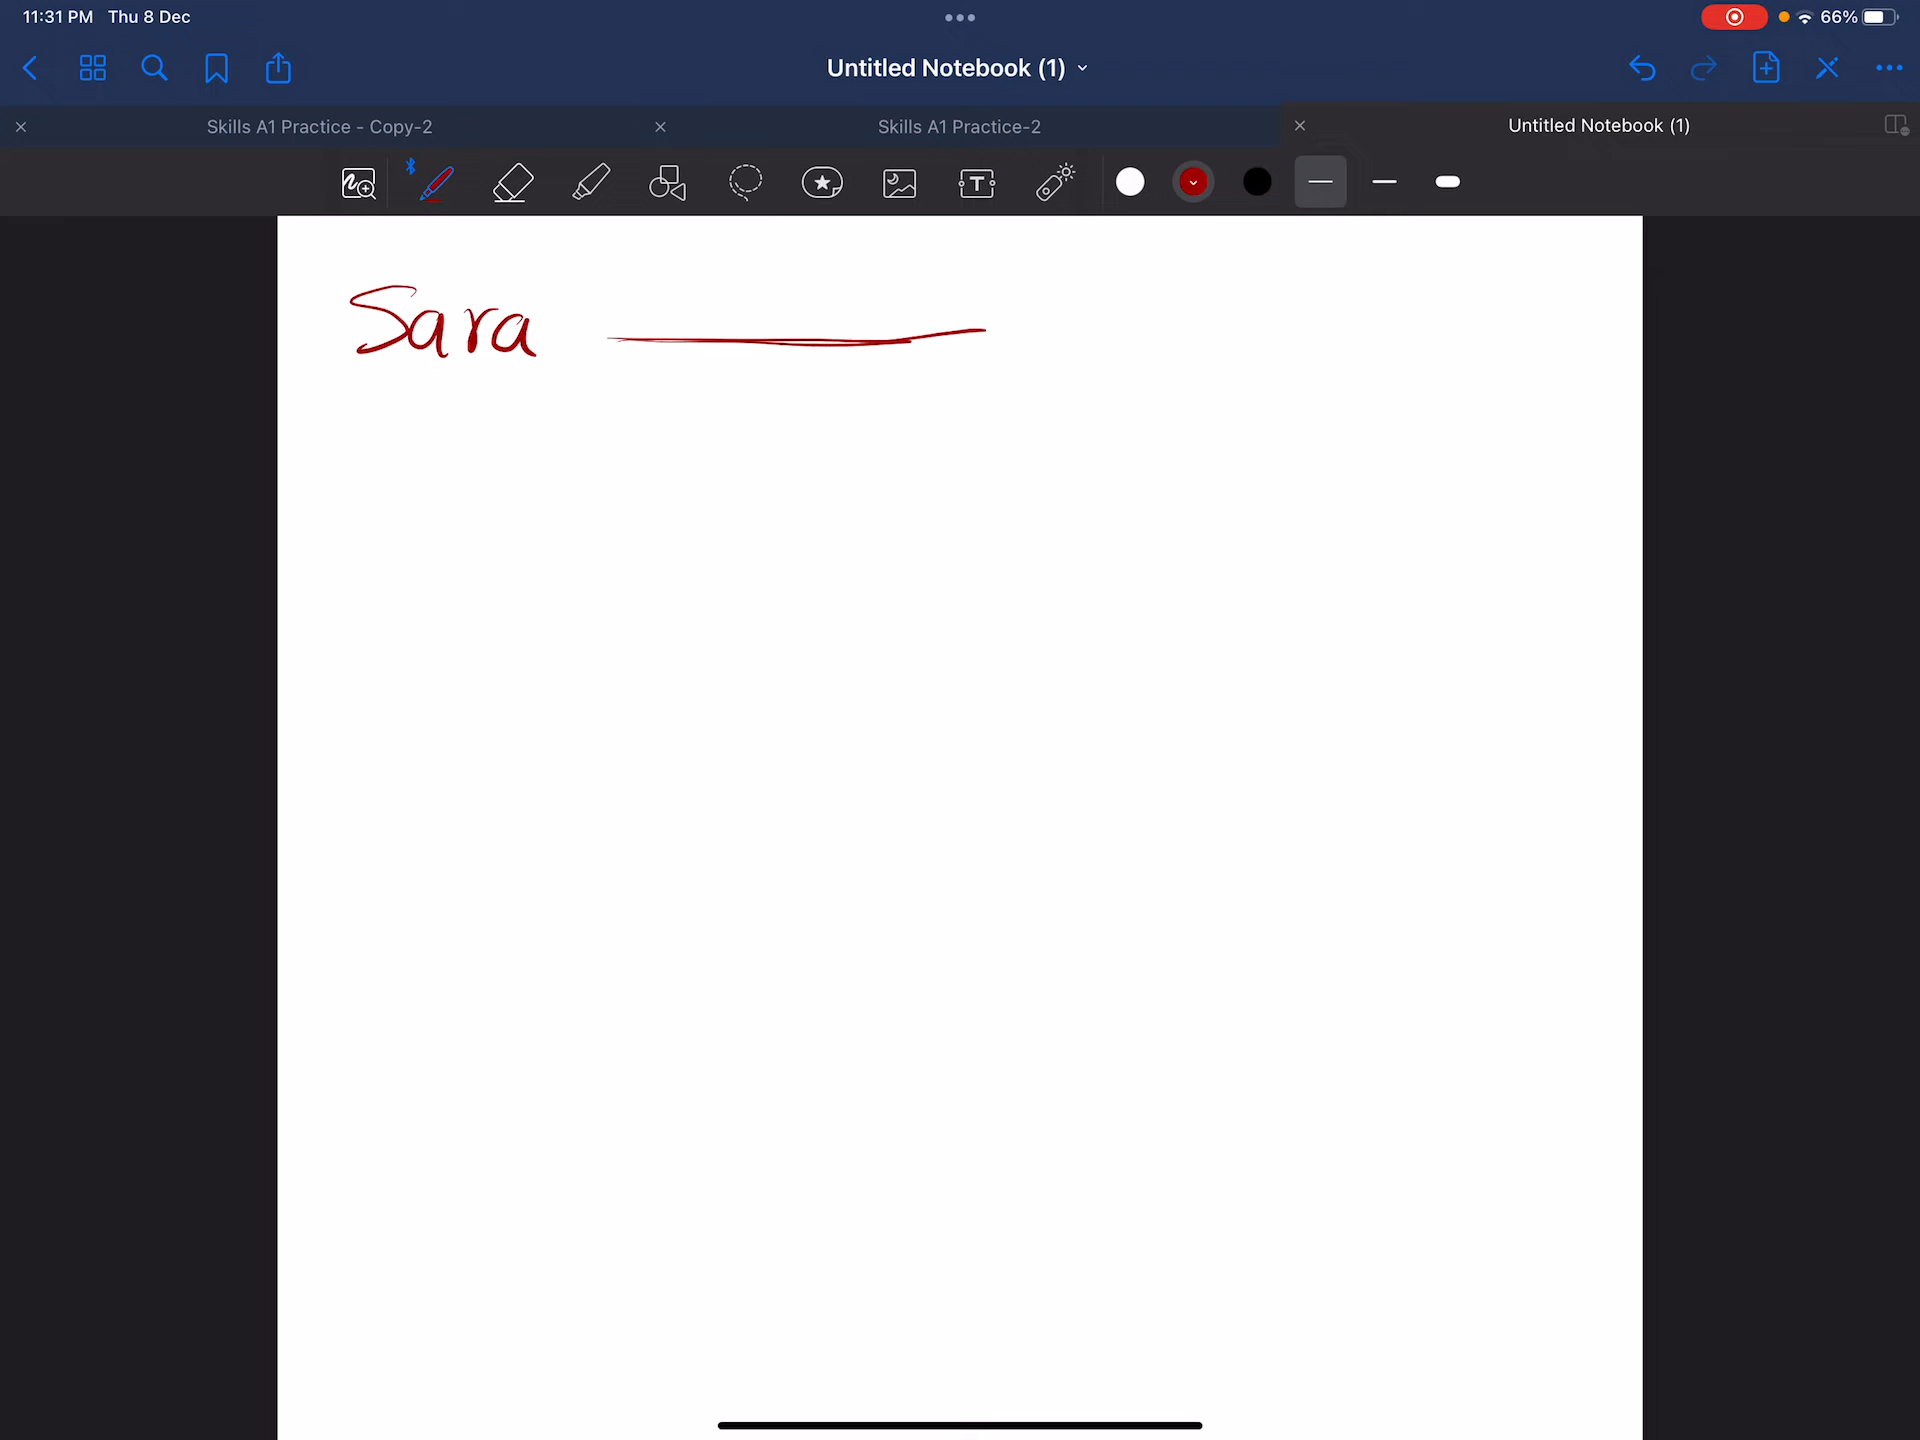 11:31 PM Thu 8 Dec
66%
Untitled Notebook (1)
Skills A1 Practice - Copy-2
Skills A1 Practice-2
Untitled Notebook (1)
T
Sara